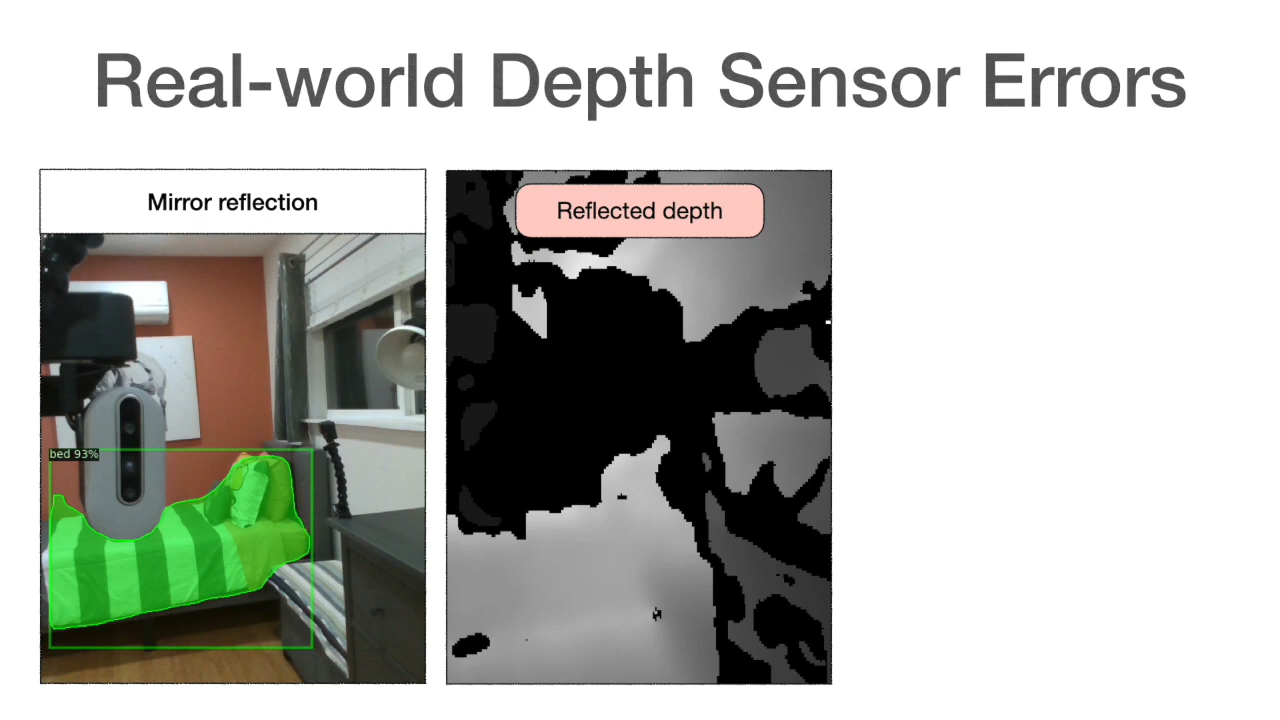 Real-world Depth Sensor Errors
Mirror reflection
Reflected depth
bed 93%